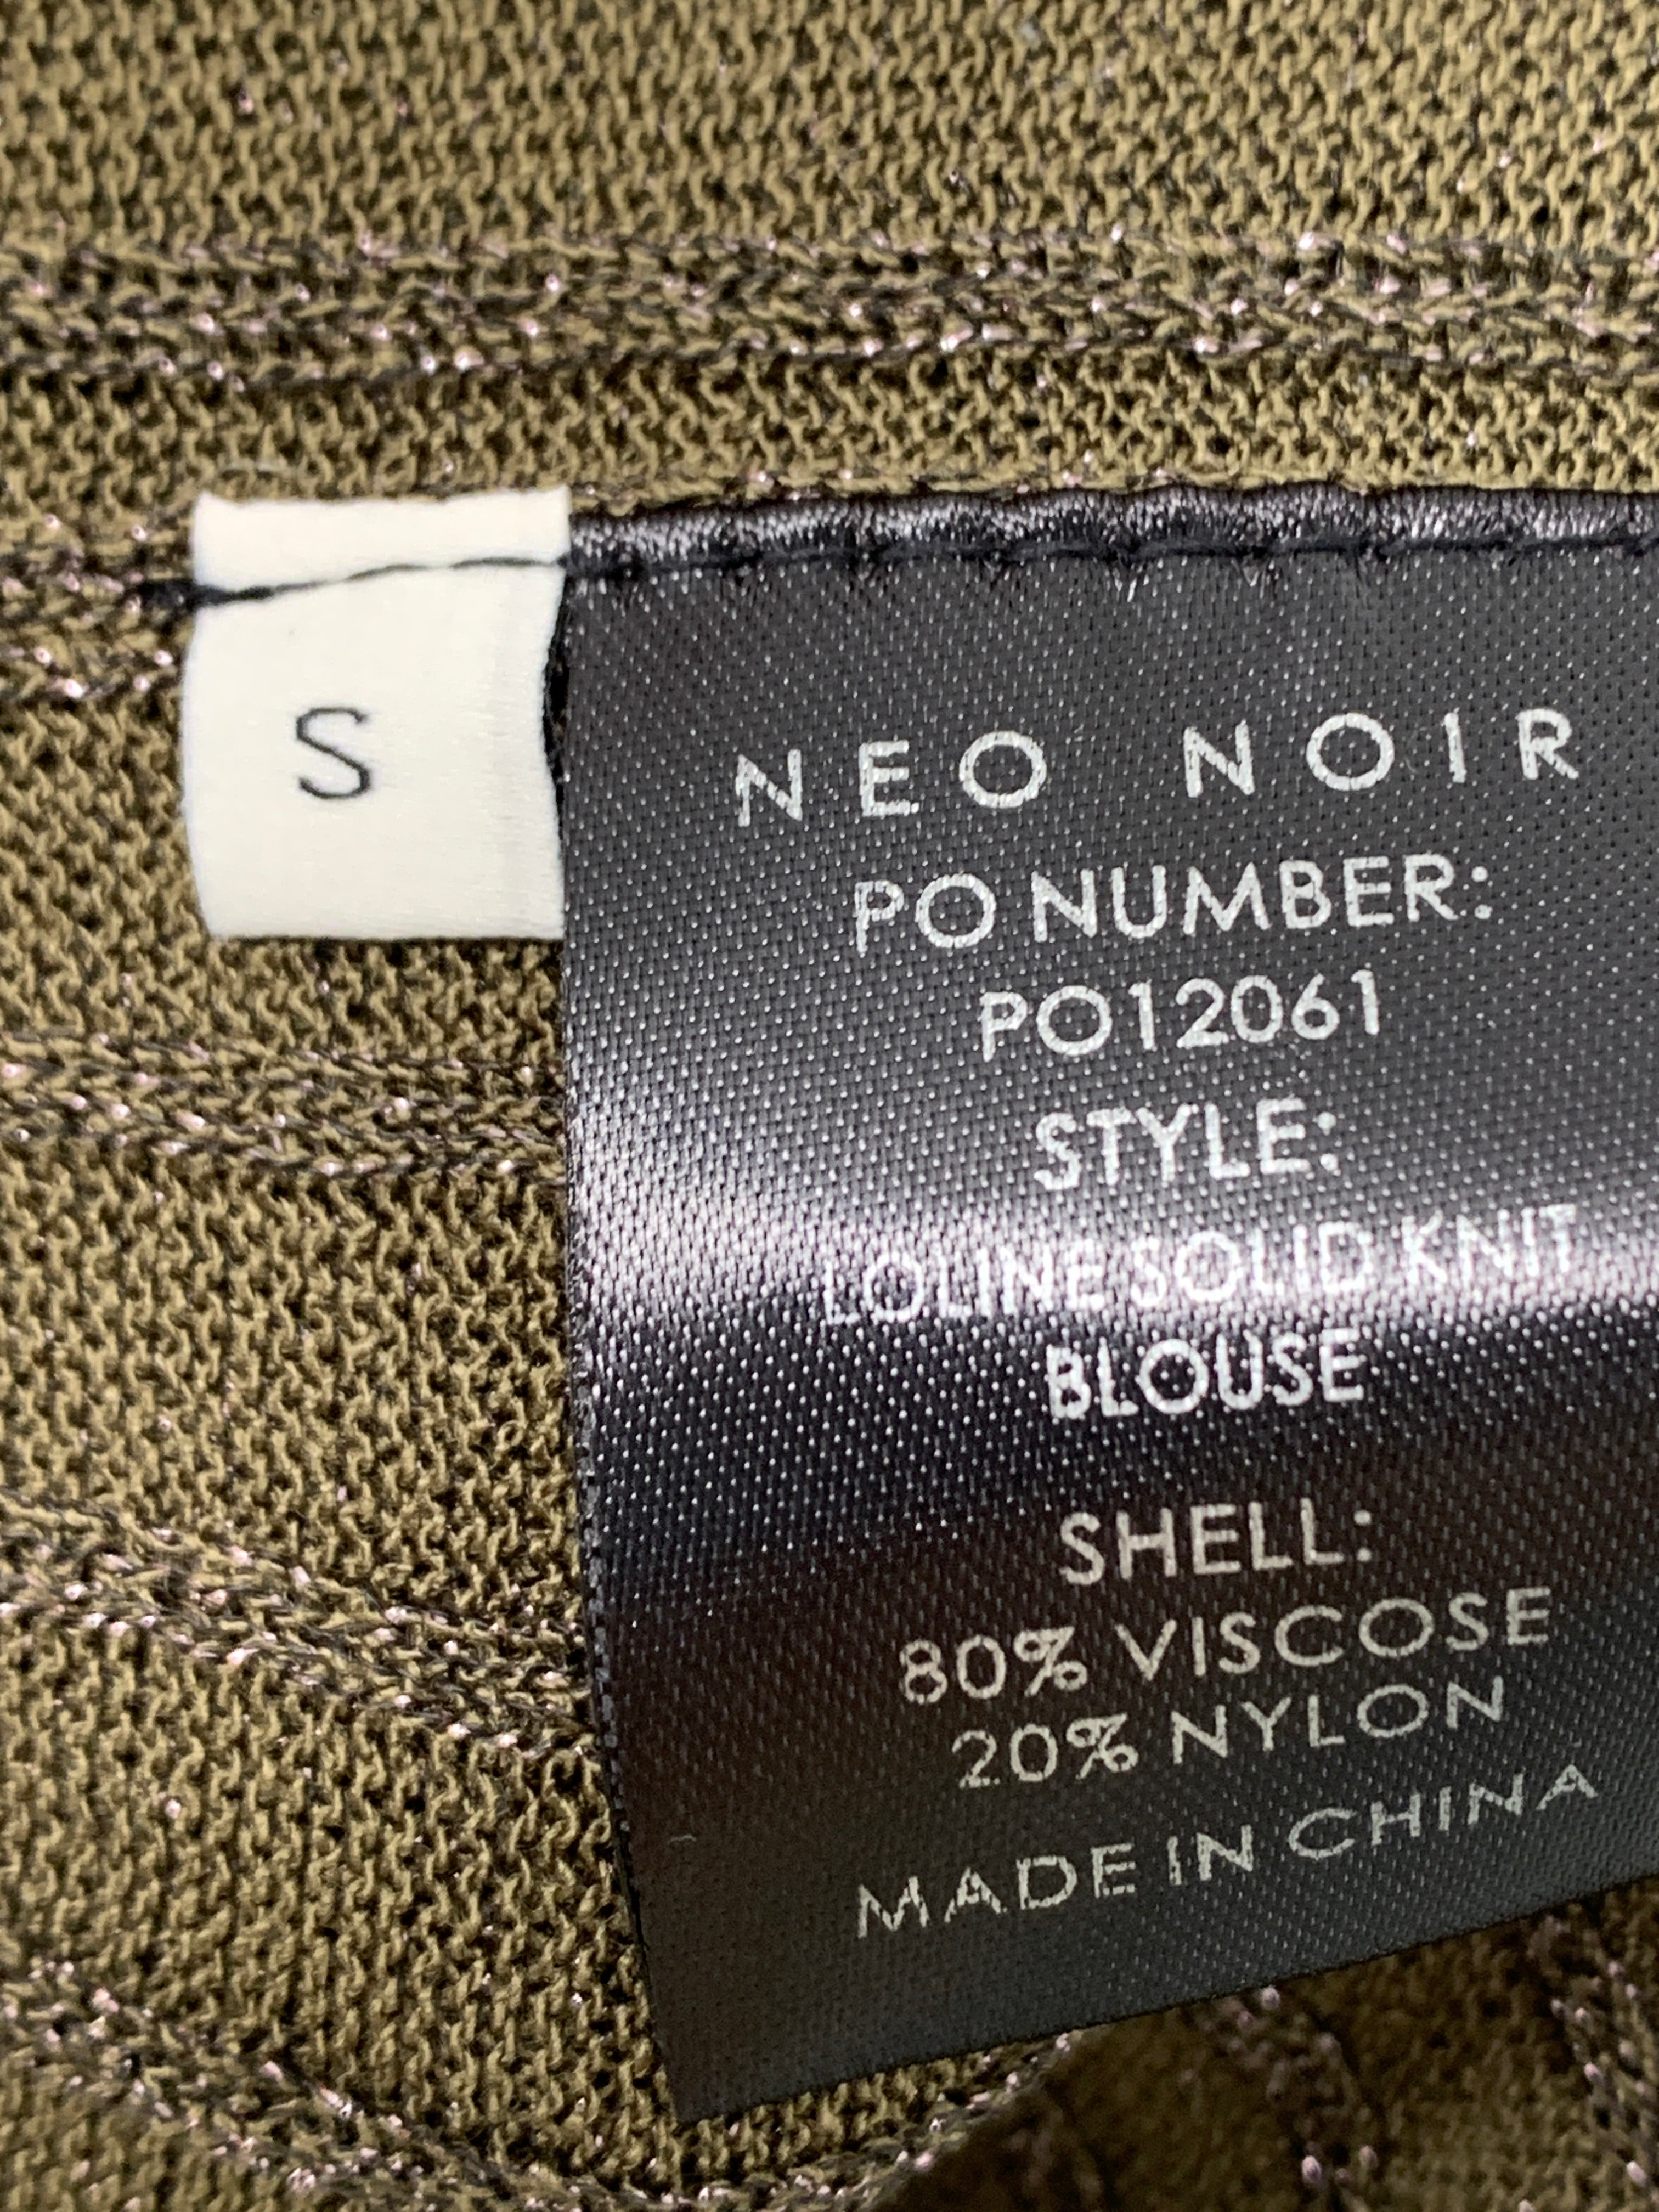 S
NEO NOIR
PO NUMBER:
PO12061
STYLE:
LOLINE SOLID KNIT
BLOUSE
SHELL:
80% VISCOSE
20% NYLON
MADE IN CHINA